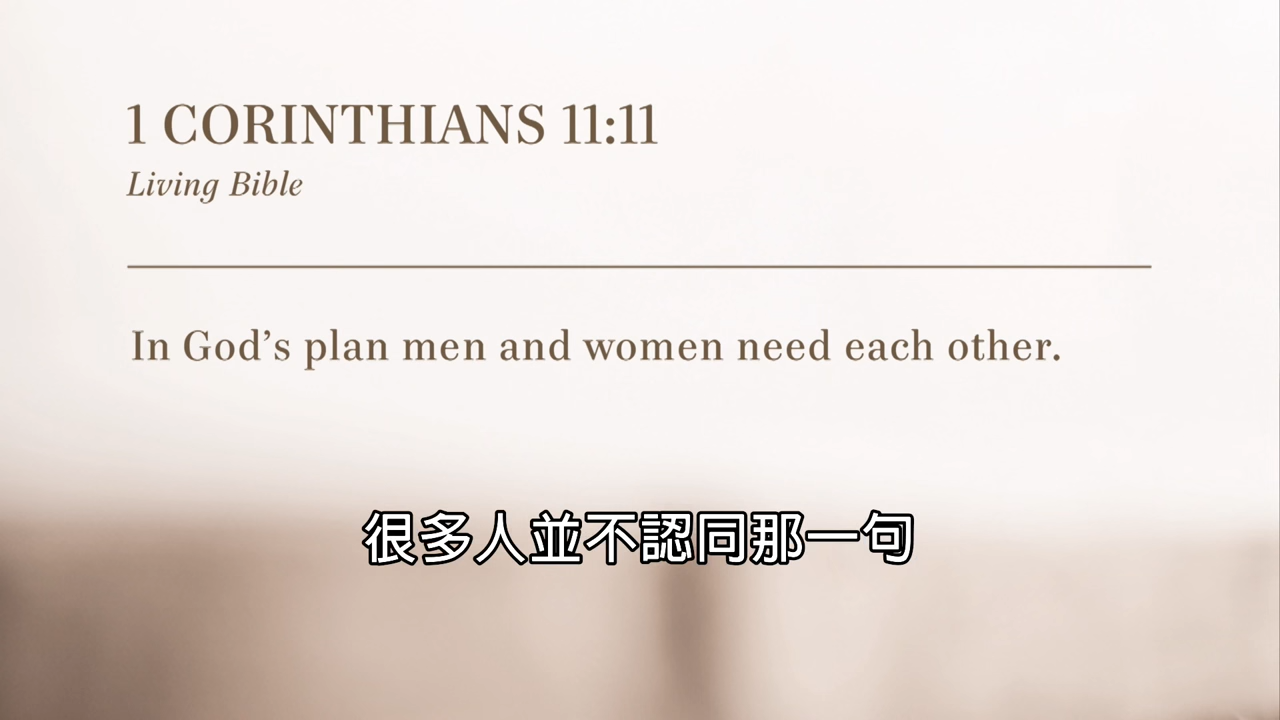 1 CORINTHIANS 11:11
Living Bible
In God’s plan men and women need each other.
很多人並不認同那一句